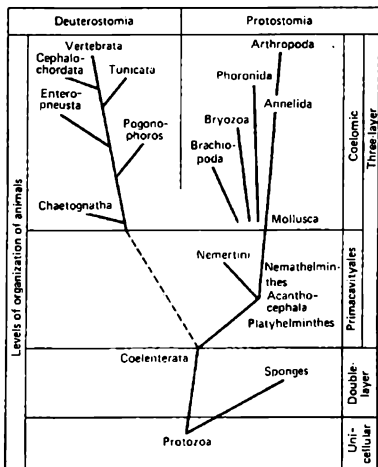 Deuterostomia
Protostomia
Vertebrata
Cephalo-
chordata
Tunicata
Entero-
pneusta
Pogono-
phoros
Chaetognatha
Arthropoda
Phoronida
Annelida
Bryozoa
Brachio-
poda
Mollusca
Nemertini
Nemathelmin-
thes
Acantho-
cephala
Platyhelminthes
Coelenterata
Sponges
Protozoa
Levels of organization of animals
Coelomic
Three-layer
Primacavityales
Double-
layer
Uni-
cellular